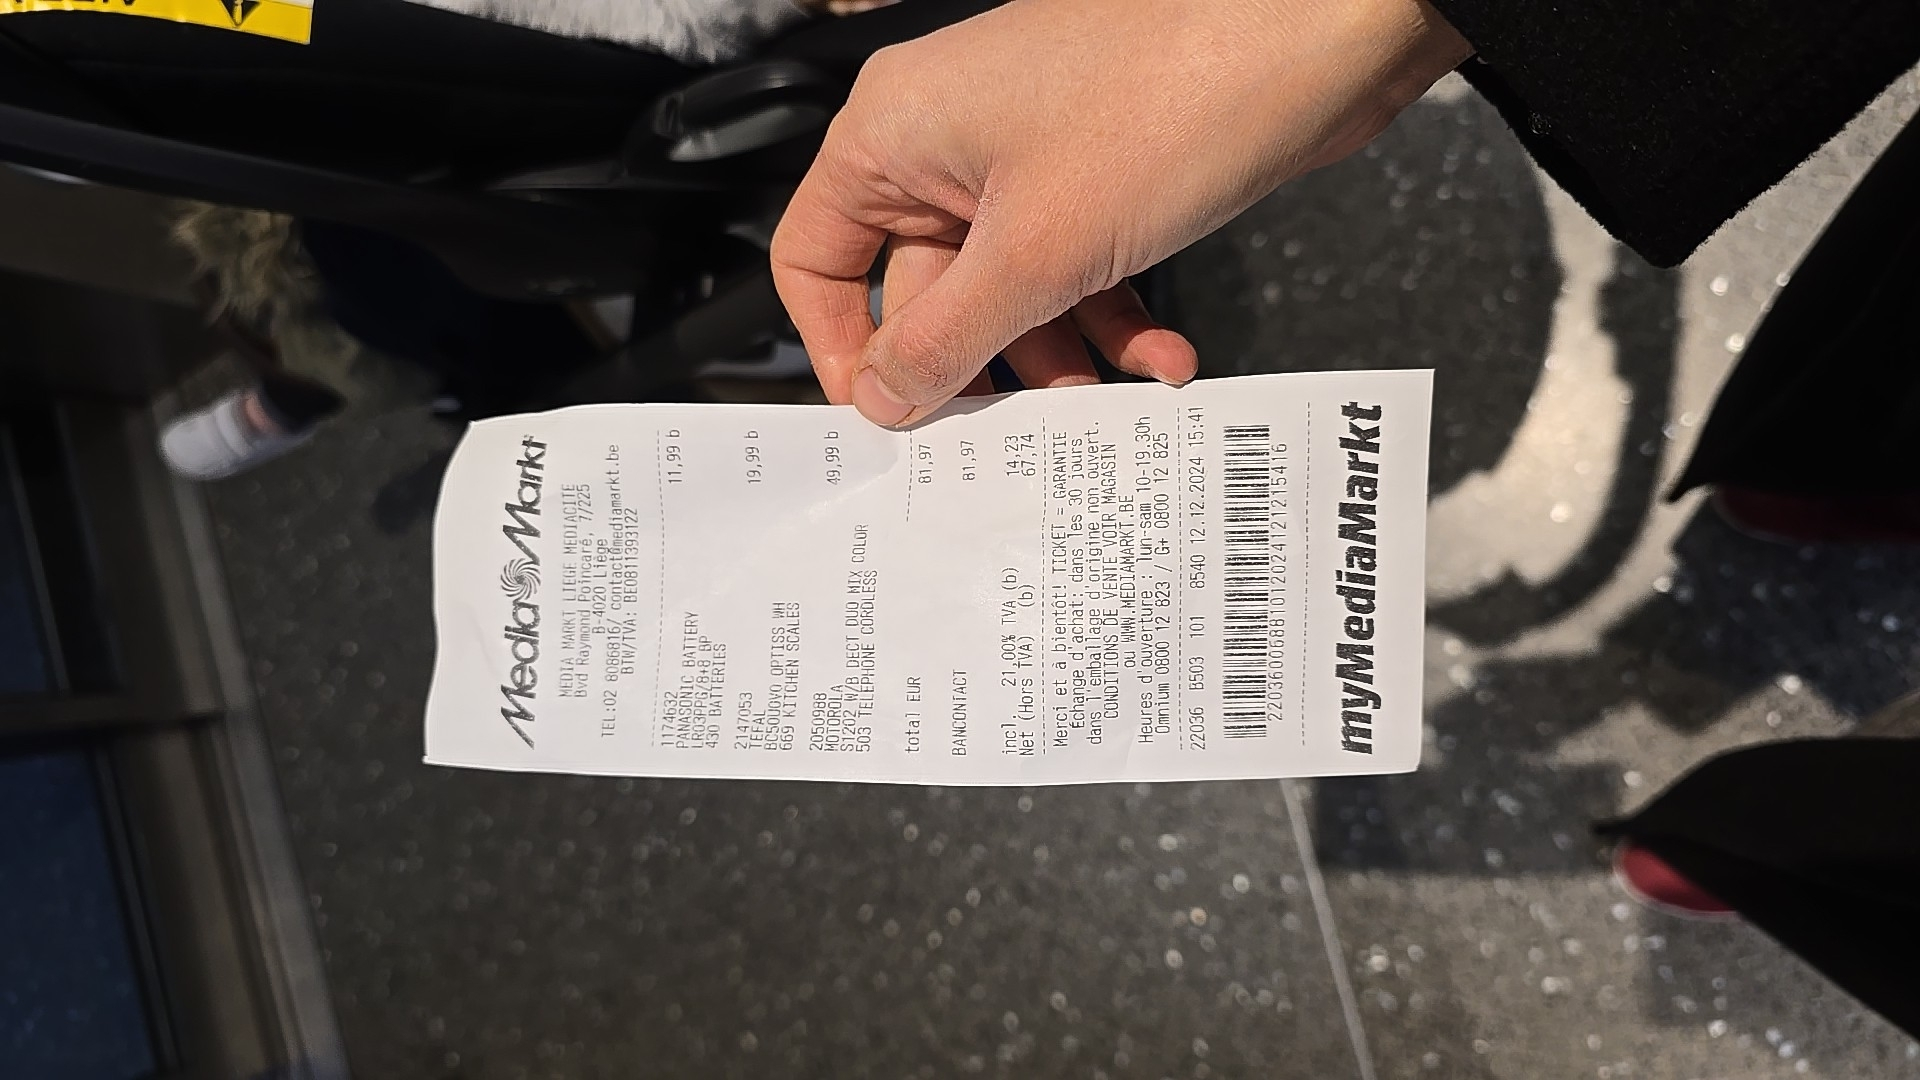 Media Markt
MEDIA MARKT LIEGE MEDIACITE
Bvd Raymond Poincaré, 7/225
B-4020 Liège
TEL:02 8086816/ contact@mediamarkt.be
BTW/TVA: BE0811393122
1174632
PANASONIC BATTERY 11,99 b
LR03PPG/8+8 BP
430 BATTERIES
2147053
TEFAL 19,99 b
669 KITCHEN SCALES
2050988
MOTOROLA 49,99 b
S1202 W/B DECT DUO MIX COLOR
503 TELEPHONE CORDLESS
total EUR 81,97
BANCONTACT 81,97
incl. 21,00% TVA (b) 14,23
Net (Hors TVA) (b) 67,74
Merci et à bientôt! TICKET = GARANTIE
Échange d'achat: dans les 30 jours
dans l'emballage d'origine non ouvert.
CONDITIONS DE VENTE VOIR MAGASIN
ou WWW.MEDIAMARKT.BE
Heures d'ouverture : lun-sam 10-19.30h
Omnium 0800 12 823 / G+ 0800 12 825
22036 B503 101 8540 12.12.2024 15:41
myMediaMarkt